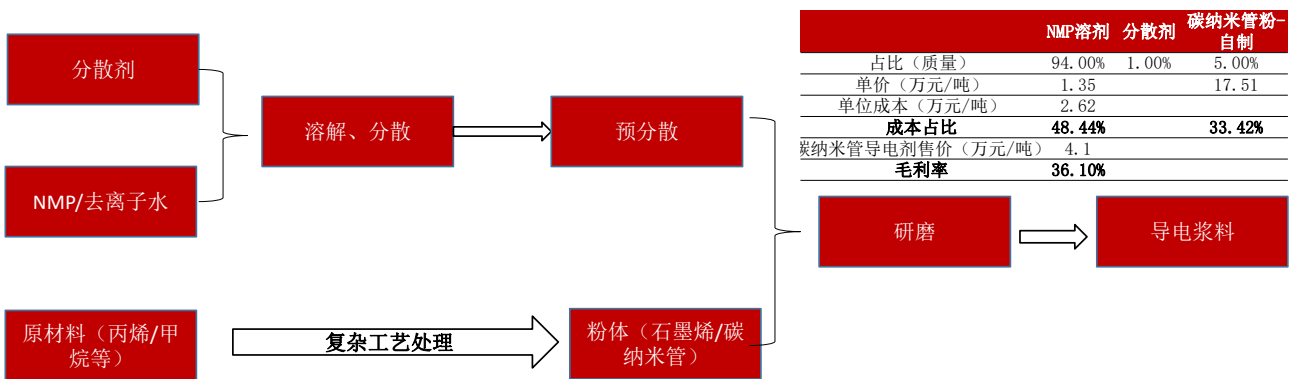 分散剂
NMP/去离子水
溶解、分散
预分散
原材料（丙烯/甲
烷等）
复杂工艺处理
粉体（石墨烯/碳
纳米管）
NMP溶剂 分散剂 碳纳米管粉-
自制
占比（质量） 94.00% 1.00% 5.00%
单价（万元/吨） 1.35 17.51
单位成本（万元/吨） 2.62
成本占比 48.44% 33.42%
碳纳米管导电剂售价（万元/吨） 4.1
毛利率 36.10%
研磨
导电浆料